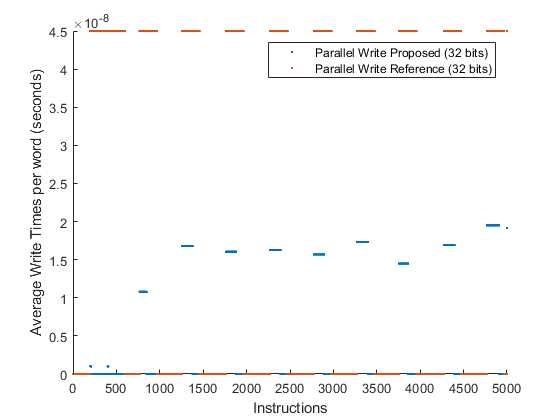 ×10⁻⁸
4.5
4
3.5
3
2.5
2
1.5
1
0.5
0
Average Write Times per word (seconds)
Parallel Write Proposed (32 bits)
Parallel Write Reference (32 bits)
0 500 1000 1500 2000 2500 3000 3500 4000 4500 5000
Instructions